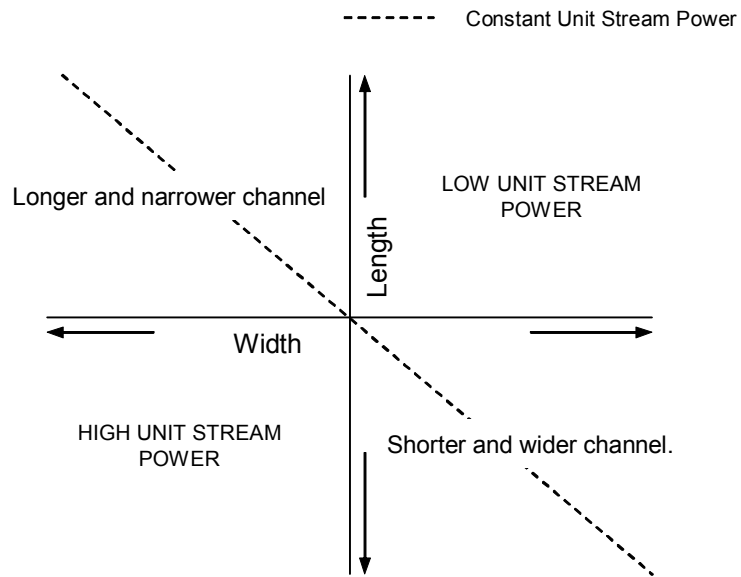 Constant Unit Stream Power
Longer and narrower channel
LOW UNIT STREAM
POWER
Length
Width
HIGH UNIT STREAM
POWER
Shorter and wider channel.